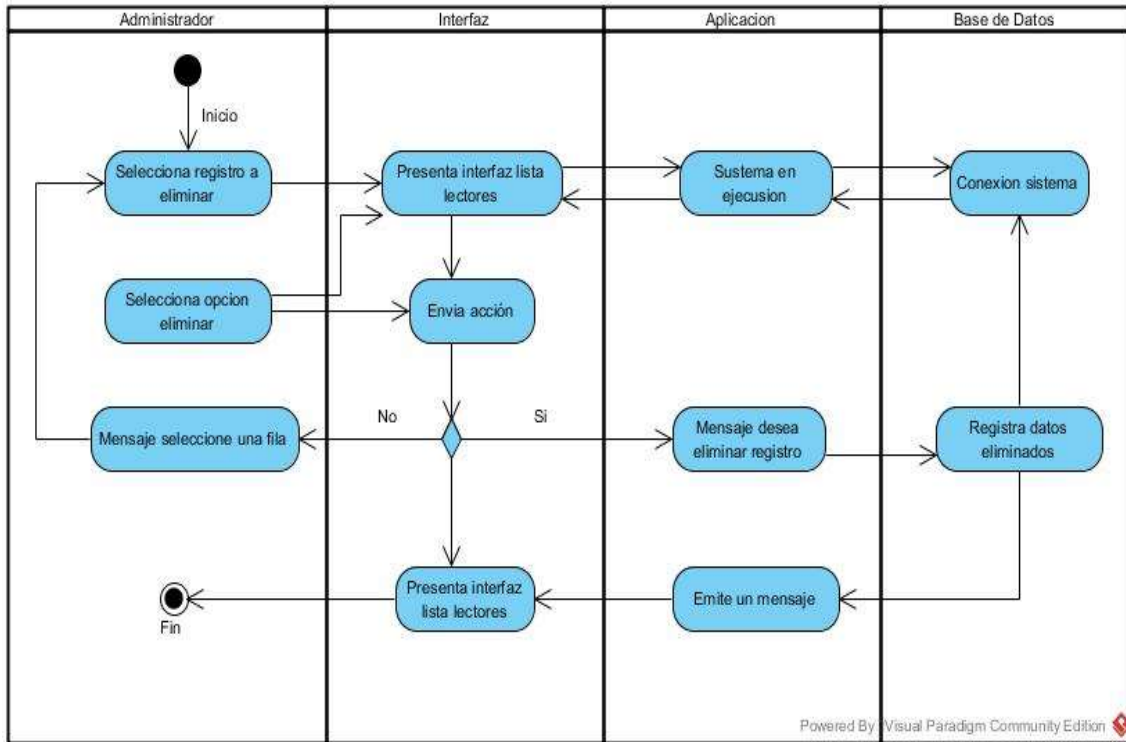 Administrador
Interfaz
Aplicacion
Base de Datos
Inicio
Selecciona registro a
eliminar
Presenta interfaz lista
lectores
Sustema en
ejecusion
Conexion sistema
Selecciona opcion
eliminar
Envia acción
No
Si
Mensaje seleccione una fila
Mensaje desea
eliminar registro
Registra datos
eliminados
Presenta interfaz
lista lectores
Emite un mensaje
Fin
Powered By Visual Paradigm Community Edition